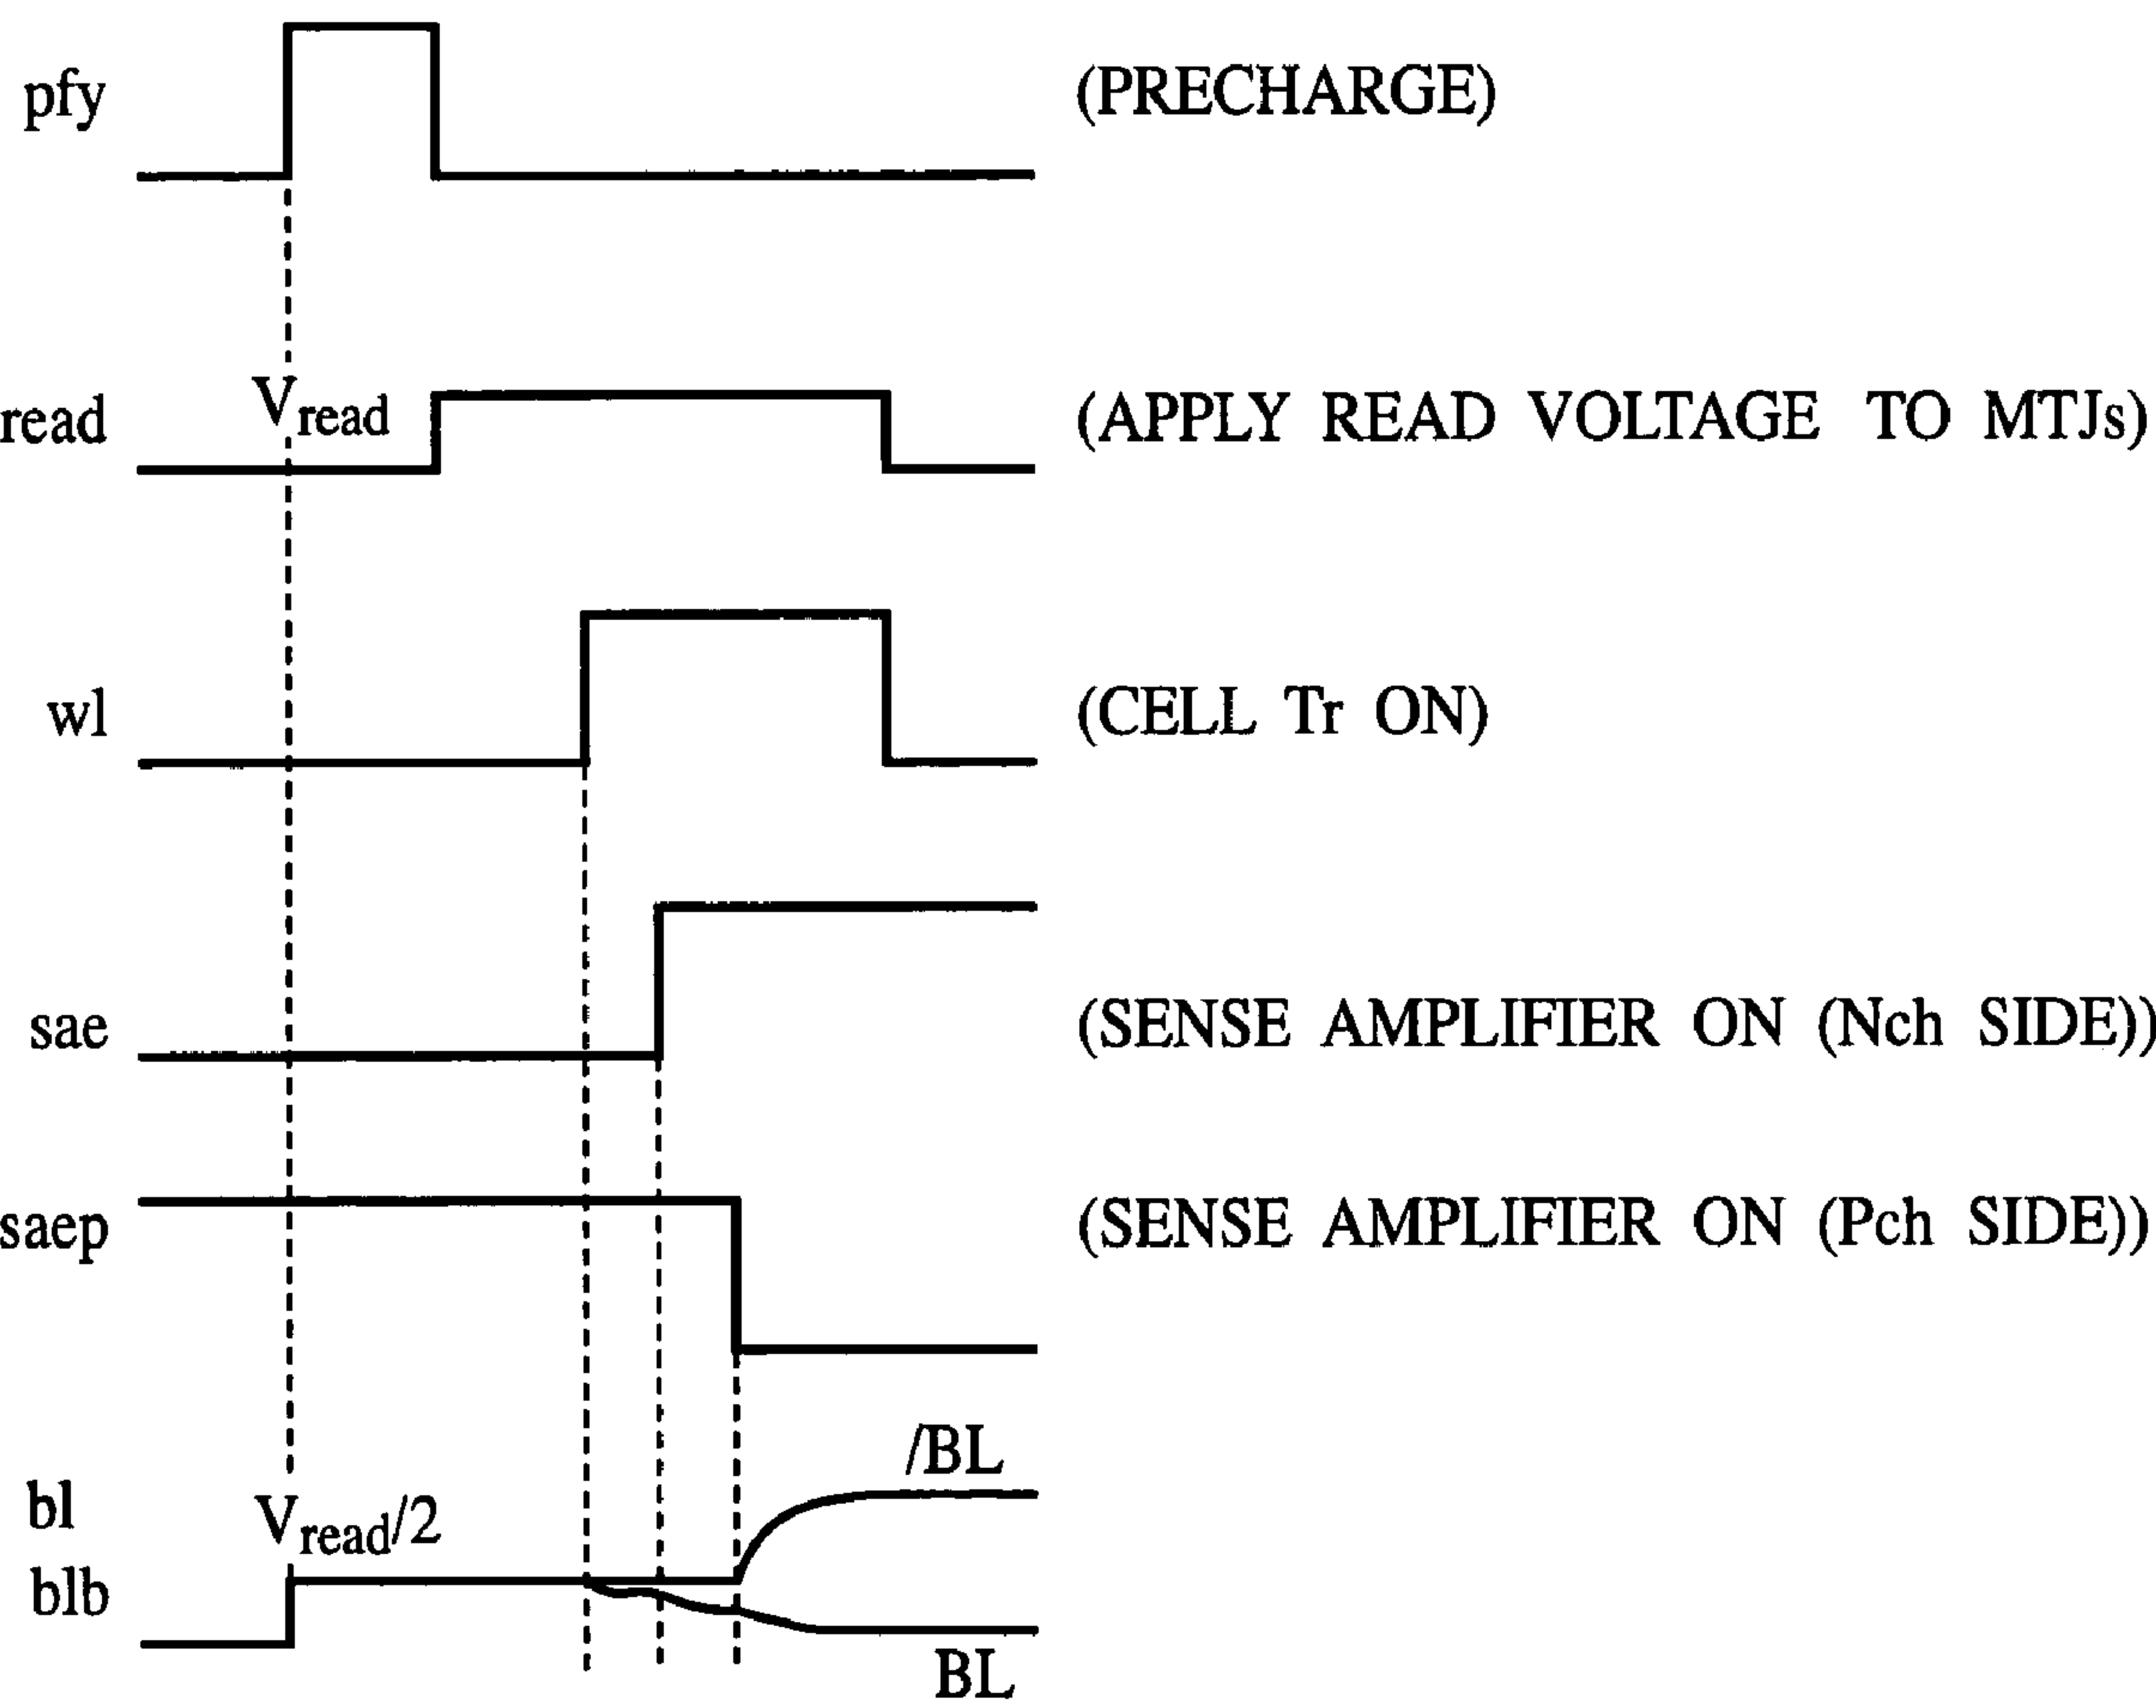 pfy (PRECHARGE)
read Vread (APPLY READ VOLTAGE TO MTJs)
wl (CELL Tr ON)
sae (SENSE AMPLIFIER ON (Nch SIDE))
saep (SENSE AMPLIFIER ON (Pch SIDE))
/BL
bl Vread/2
blb
BL